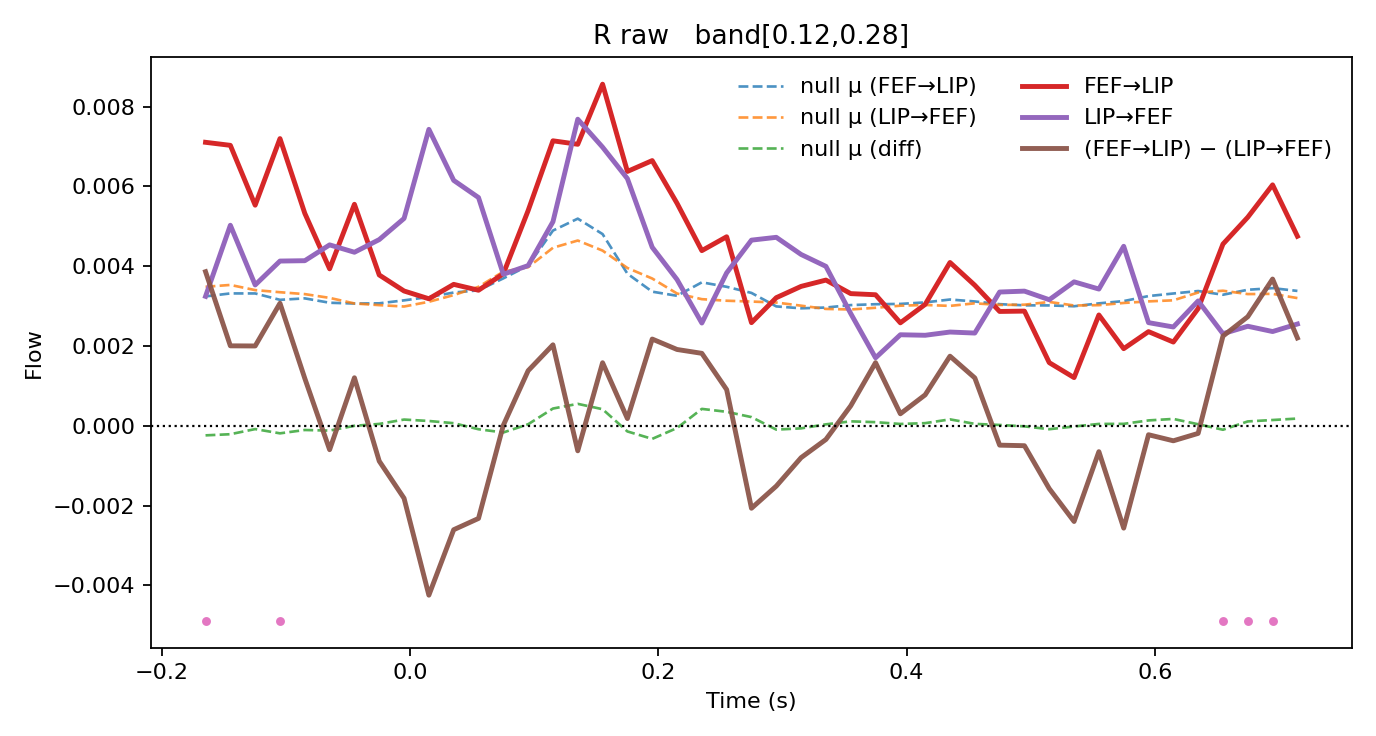 R raw   band[0.12,0.28]
null μ (FEF→LIP)
null μ (LIP→FEF)
null μ (diff)
FEF→LIP
LIP→FEF
(FEF→LIP) − (LIP→FEF)
Flow
0.008
0.006
0.004
0.002
0.000
−0.002
−0.004
−0.2
0.0
0.2
0.4
0.6
Time (s)